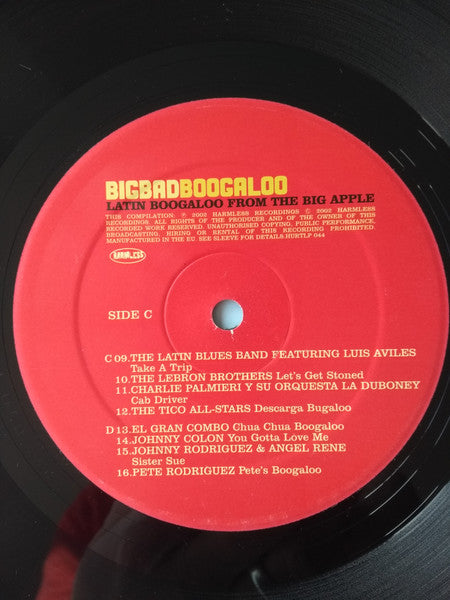 BIGBADBOOGALOO
LATIN BOOGALOO FROM THE BIG APPLE
THIS COMPILATION: ℗ 2002 HARMLESS RECORDINGS © 2002 HARMLESS
RECORDINGS. ALL RIGHTS OF THE PRODUCER AND OF THE OWNER OF THIS
RECORDED WORK RESERVED. UNAUTHORISED COPYING, PUBLIC PERFORMANCE,
BROADCASTING, HIRING OR RENTAL OF THIS RECORDING PROHIBITED.
MANUFACTURED IN THE EU. SEE SLEEVE FOR DETAILS.HURTLP 044
HARMLESS
SIDE C
C 09. THE LATIN BLUES BAND FEATURING LUIS AVILES
Take A Trip
10. THE LEBRON BROTHERS Let's Get Stoned
11. CHARLIE PALMIERI Y SU ORQUESTA LA DUBONEY
Cab Driver
12. THE TICO ALL-STARS Descarga Bugaloo
D 13. EL GRAN COMBO Chua Chua Boogaloo
14. JOHNNY COLON You Gotta Love Me
15. JOHNNY RODRIGUEZ & ANGEL RENE
Sister Sue
16. PETE RODRIGUEZ Pete's Boogaloo